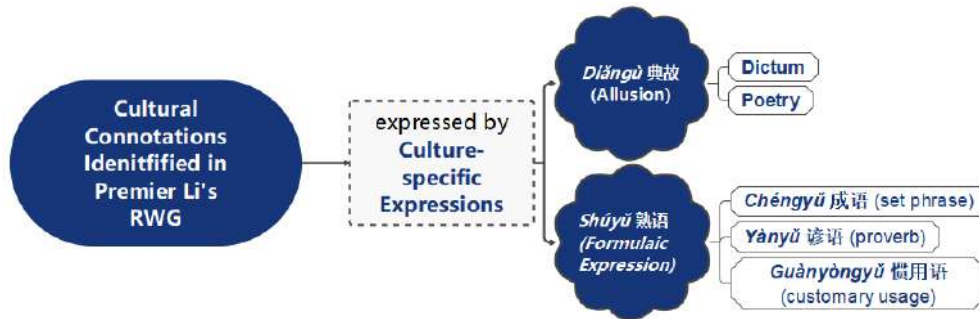 Cultural
Connotations
Idenitfified in
Premier Li's
RWG
expressed by
Culture-
specific
Expressions
Diǎngù 典故
(Allusion)
Dictum
Poetry
Shúyǔ 熟语
(Formulaic
Expression)
Chéngyǔ 成语 (set phrase)
Yànyǔ 谚语 (proverb)
Guànyòngyǔ 惯用语
(customary usage)